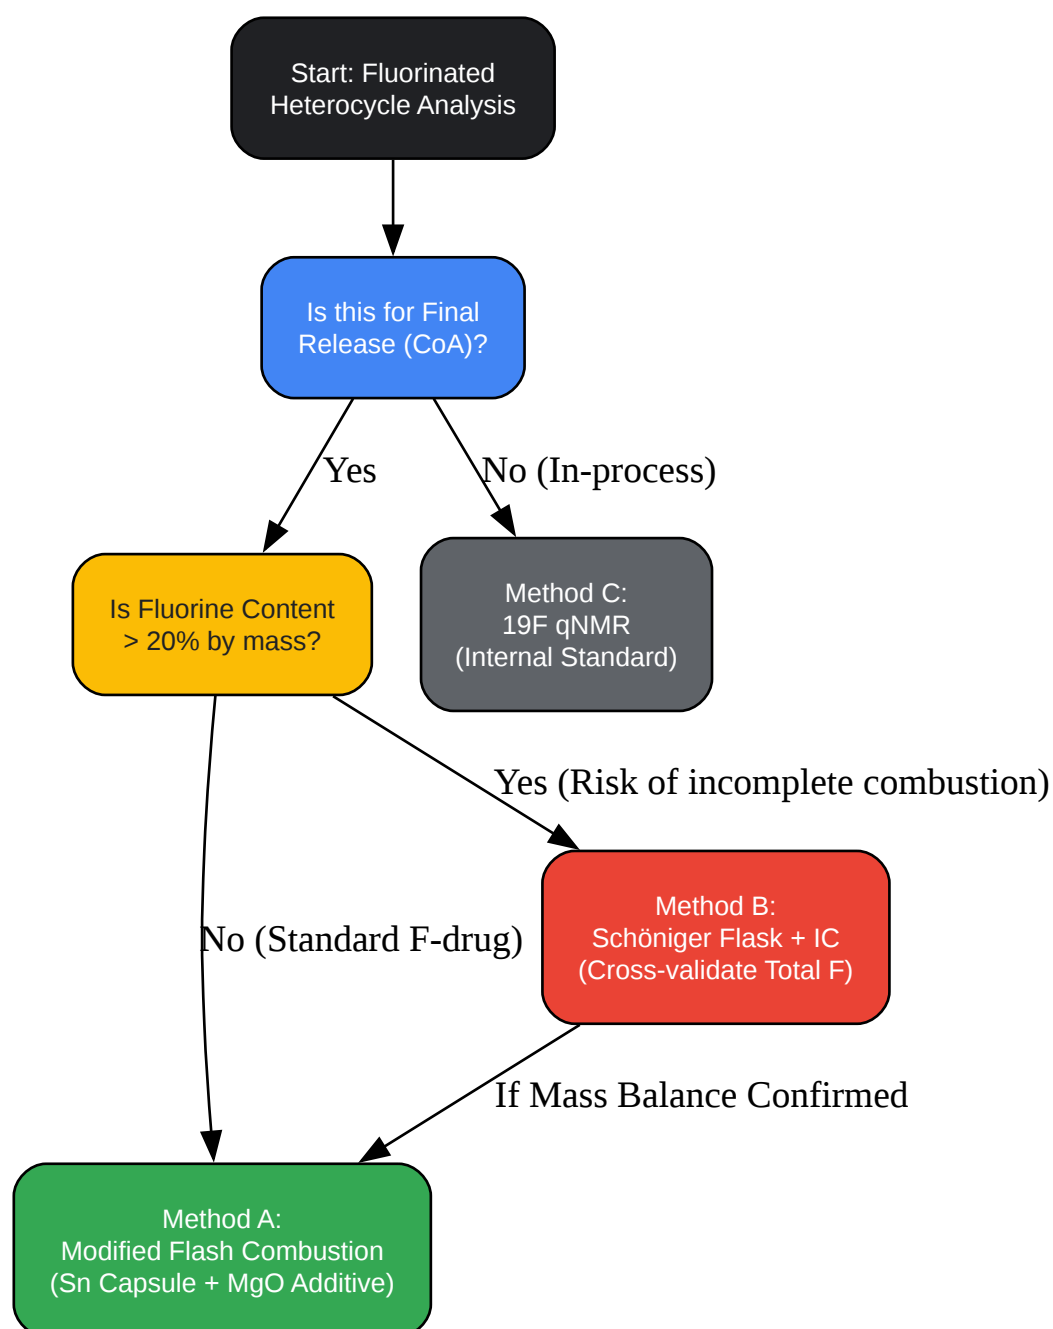 Start: Fluorinated
Heterocycle Analysis
Is this for Final
Release (CoA)?
Yes
No (In-process)
Is Fluorine Content
> 20% by mass?
Method C:
19F qNMR
(Internal Standard)
Yes (Risk of incomplete combustion)
Method B:
Schöniger Flask + IC
(Cross-validate Total F)
No (Standard F-drug)
If Mass Balance Confirmed
Method A:
Modified Flash Combustion
(Sn Capsule + MgO Additive)